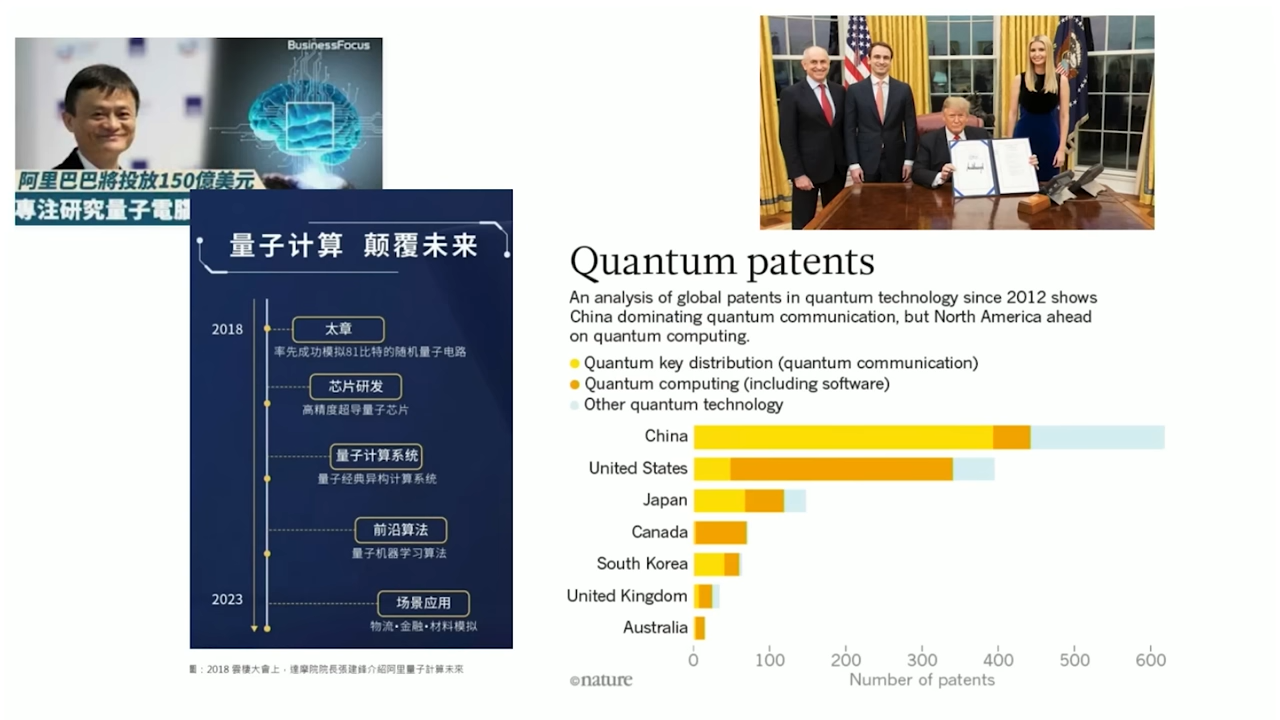 BusinessFocus
阿里巴巴將投放150億美元
專注研究量子電腦
量子计算 颠覆未来
2018
太章
率先成功模拟81比特的随机量子电路
芯片研发
高精度超导量子芯片
量子计算系统
量子经典异构计算系统
前沿算法
量子机器学习算法
2023
场景应用
物流•金融•材料模拟
圖：2018 雲棲大會上，達摩院院長張建鋒介紹阿里量子計算未來
Quantum patents
An analysis of global patents in quantum technology since 2012 shows
China dominating quantum communication, but North America ahead
on quantum computing.
Quantum key distribution (quantum communication)
Quantum computing (including software)
Other quantum technology
China
United States
Japan
Canada
South Korea
United Kingdom
Australia
0 100 200 300 400 500 600
Number of patents
©nature